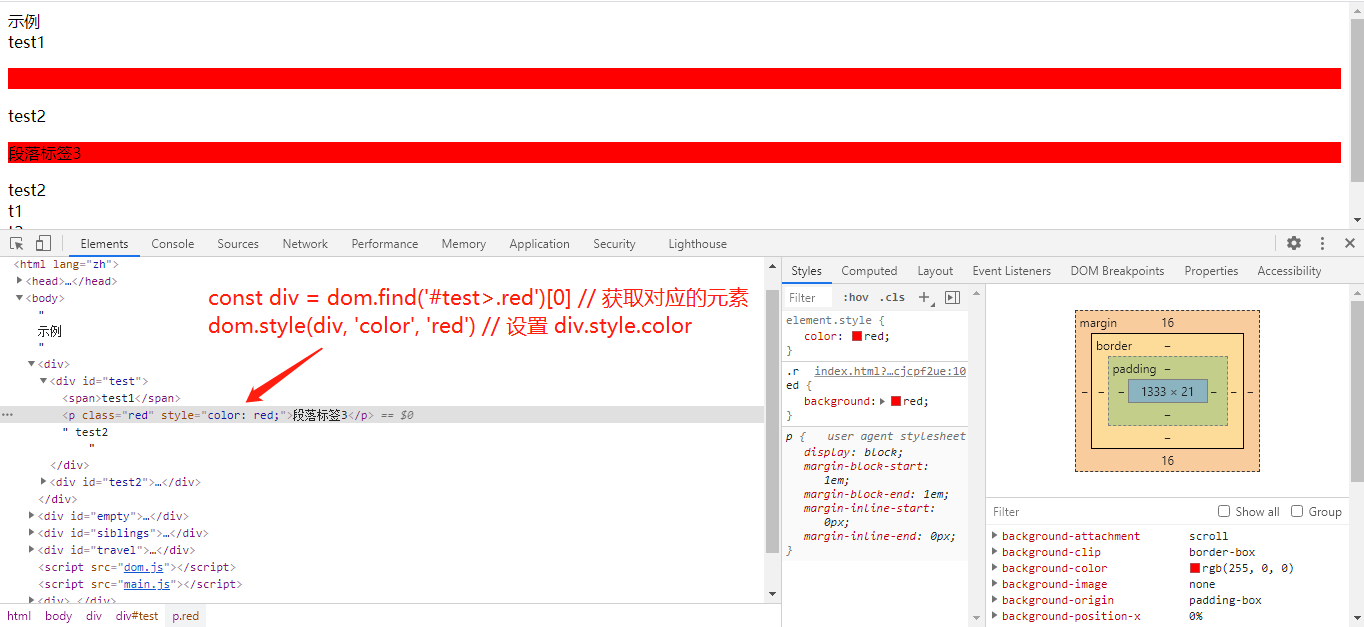 示例
test1
test2
段落标签3
test2
t1
Elements Console Sources Network Performance Memory Application Security Lighthouse
<html lang="zh">
<head>…</head>
<body>
"
示例
"
<div>
<div id="test">
<span>test1</span>
<p class="red" style="color: red;">段落标签3</p> == $0
" test2
"
</div>
<div id="test2">…</div>
</div>
<div id="empty">…</div>
<div id="siblings">…</div>
<div id="travel">…</div>
<script src="dom.js"></script>
<script src="main.js"></script>
<div> </div>
html body div div#test p.red
const div = dom.find('#test>.red')[0] // 获取对应的元素
dom.style(div, 'color', 'red') // 设置 div.style.color
Styles Computed Layout Event Listeners DOM Breakpoints Properties Accessibility
Filter :hov .cls +
element.style {
color: red;
}
.r index.html?…cjcpf2ue:10
ed {
background: red;
}
p { user agent stylesheet
display: block;
margin-block-start:
1em;
margin-block-end: 1em;
margin-inline-start:
0px;
margin-inline-end: 0px;
}
margin 16
border –
padding –
– – – 1333 × 21 – – –
–
–
16
Filter Show all Group
background-attachment scroll
background-clip border-box
background-color rgb(255, 0, 0)
background-image none
background-origin padding-box
background-position-x 0%